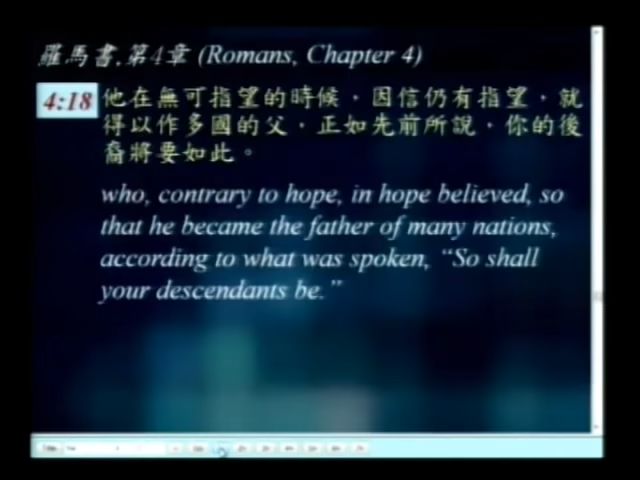 羅馬書,第4章 (Romans, Chapter 4)
4:18 他在無可指望的時候，因信仍有指望，就
得以作多國的父，正如先前所說，你的後
裔將要如此。
who, contrary to hope, in hope believed, so
that he became the father of many nations,
according to what was spoken, “So shall
your descendants be.”